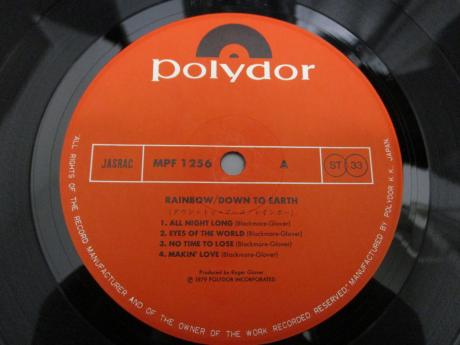 polydor
JASRAC
MPF 1256
A
ST 33
RAINBOW/DOWN TO EARTH
1. ALL NIGHT LONG (Blackmore-Glover)
2. EYES OF THE WORLD (Blackmore-Glover)
3. NO TIME TO LOSE (Blackmore-Glover)
4. MAKIN' LOVE (Blackmore-Glover)
Produced by Roger Glover
℗ 1979 POLYDOR INCORPORATED
"ALL RIGHTS OF THE RECORD MANUFACTURER AND OF THE OWNER OF THE WORK RECORDED RESERVED" MANUFACTURED BY POLYDOR K.K. JAPAN.